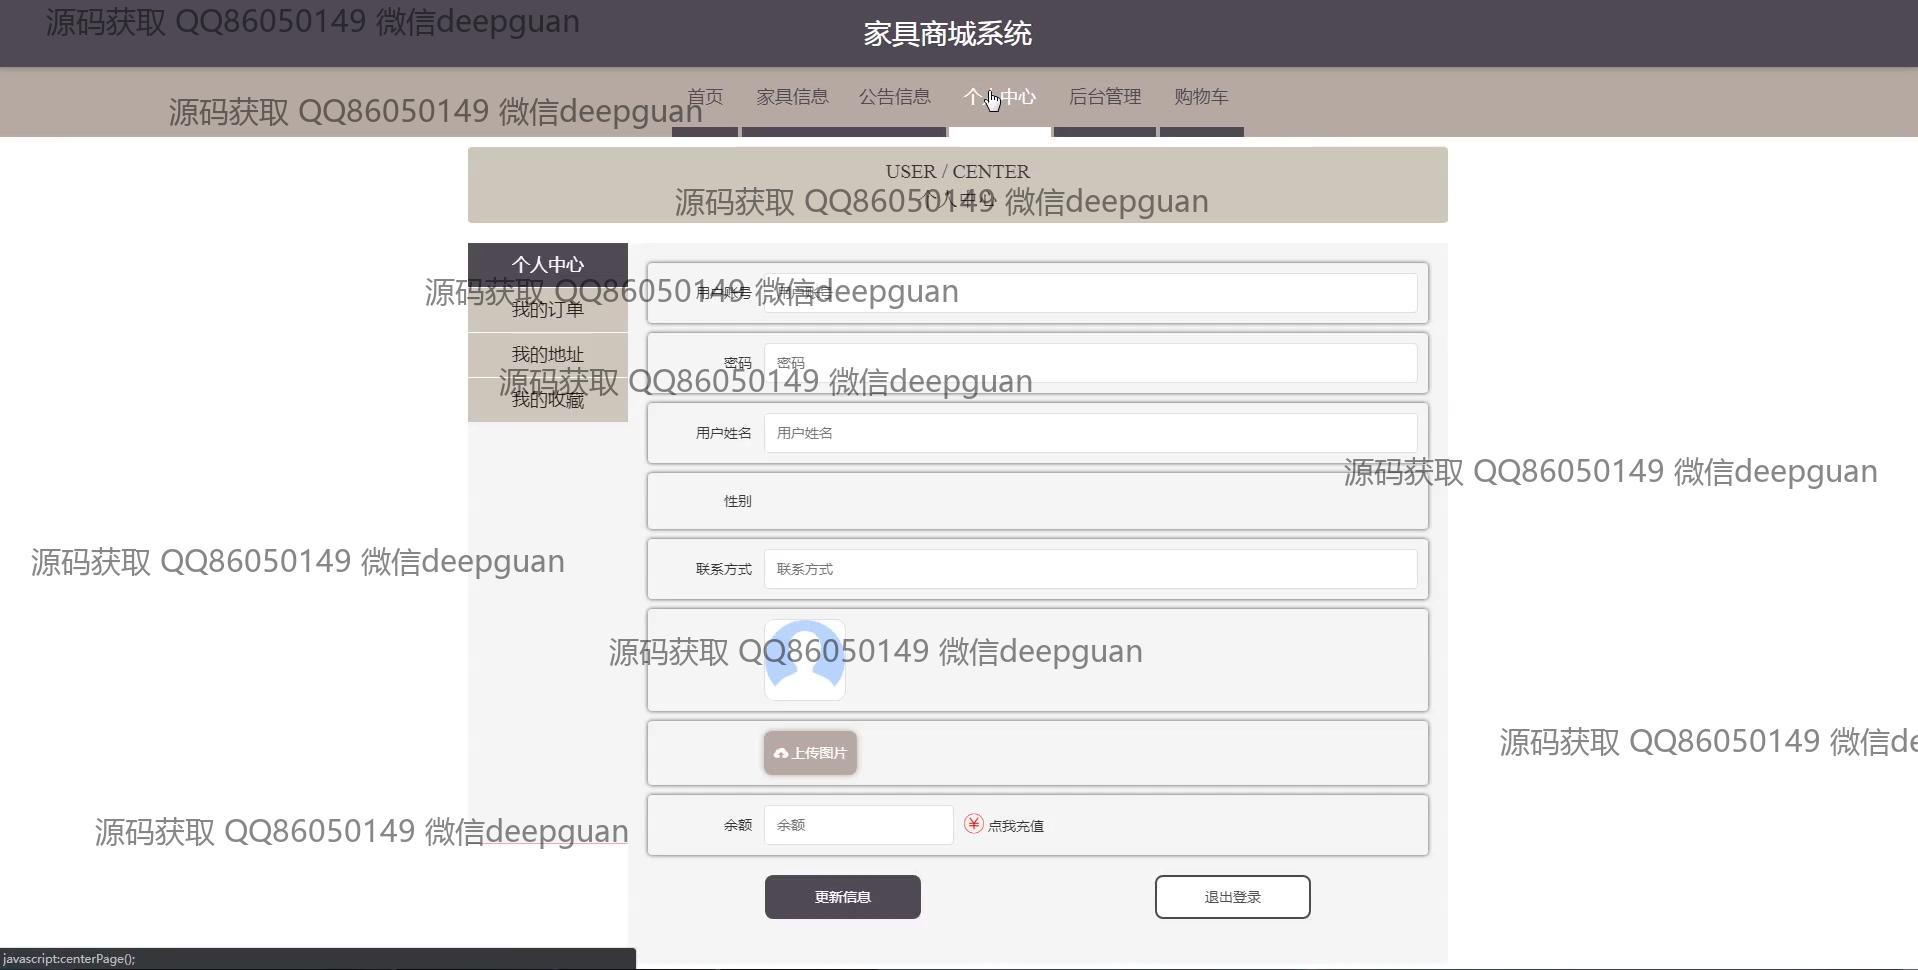 源码获取 QQ86050149 微信deepguan
家具商城系统
首页 家具信息 公告信息 个人中心 后台管理 购物车
源码获取 QQ86050149 微信deepguan
USER / CENTER
个人中心
源码获取 QQ86050149 微信deepguan
个人中心
用户账号 用户账号
源码获取 QQ86050149 微信deepguan
我的订单
我的地址
密码 密码
源码获取 QQ86050149 微信deepguan
我的收藏
用户姓名 用户姓名
源码获取 QQ86050149 微信deepguan
性别
源码获取 QQ86050149 微信deepguan
联系方式 联系方式
源码获取 QQ86050149 微信deepguan
源码获取 QQ86050149 微信de
上传图片
源码获取 QQ86050149 微信deepguan
余额 余额 点我充值
更新信息 退出登录
javascript:centerPage();